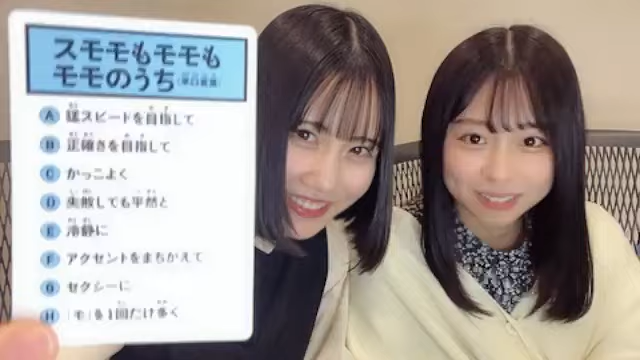 スモモもモモも
モモのうち(早口言葉)
A 猛スピードを目指して
B 正確さを目指して
C かっこよく
D 失敗しても平然と
E 冷静に
F アクセントをまちがえて
G セクシーに
H 「モ」を1回だけ多く